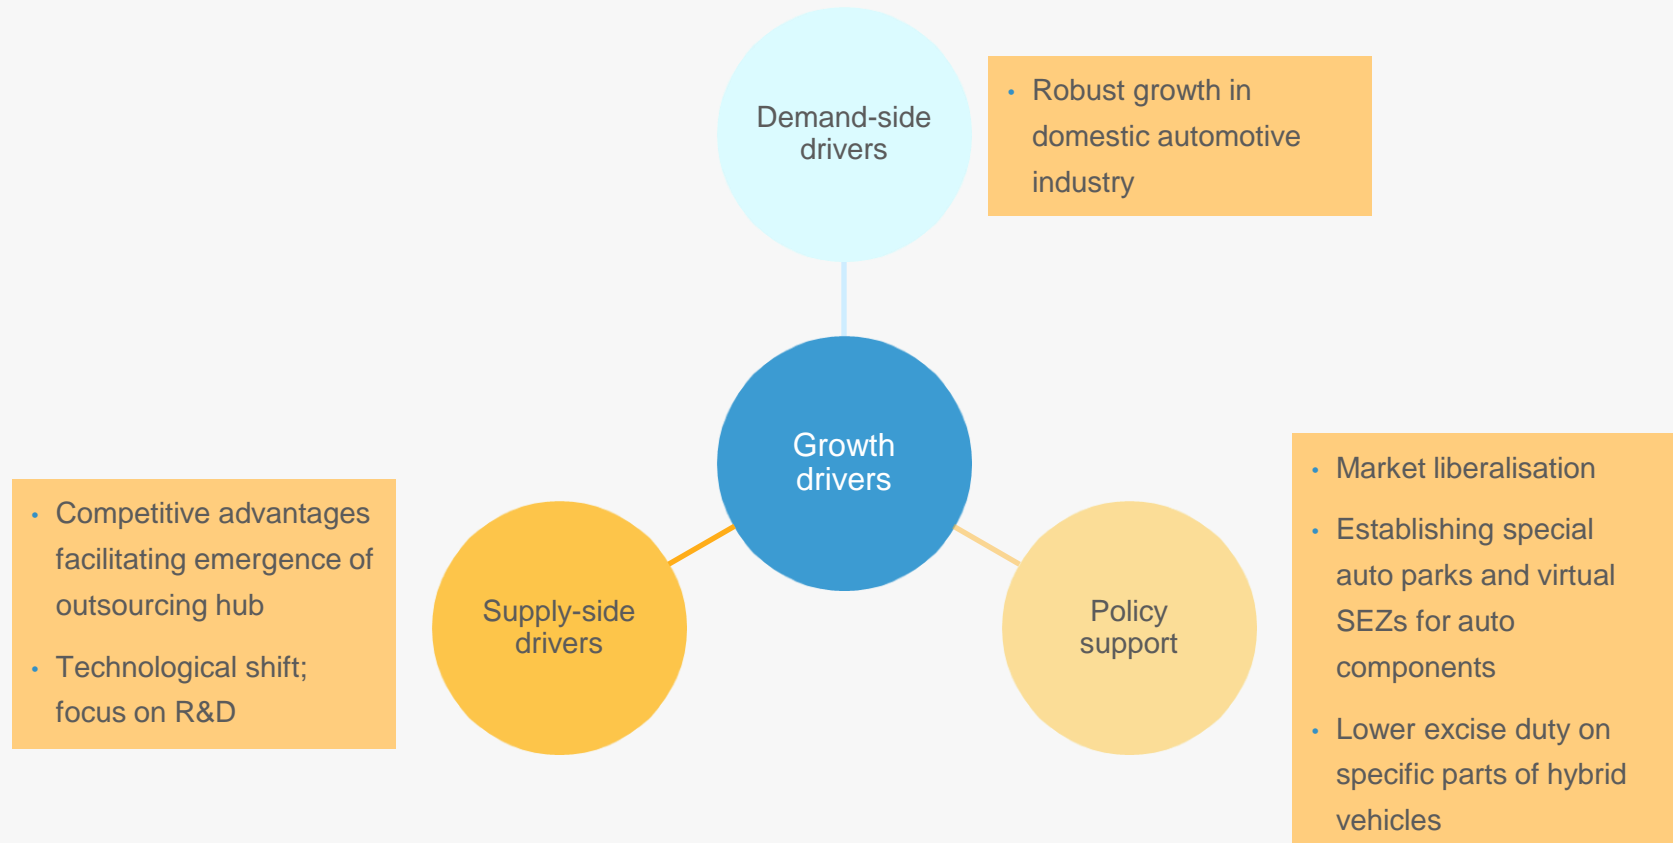 Demand-side
drivers
• Robust growth in
domestic automotive
industry
Growth
drivers
• Competitive advantages
facilitating emergence of
outsourcing hub
• Technological shift;
focus on R&D
Supply-side
drivers
Policy
support
• Market liberalisation
• Establishing special
auto parks and virtual
SEZs for auto
components
• Lower excise duty on
specific parts of hybrid
vehicles